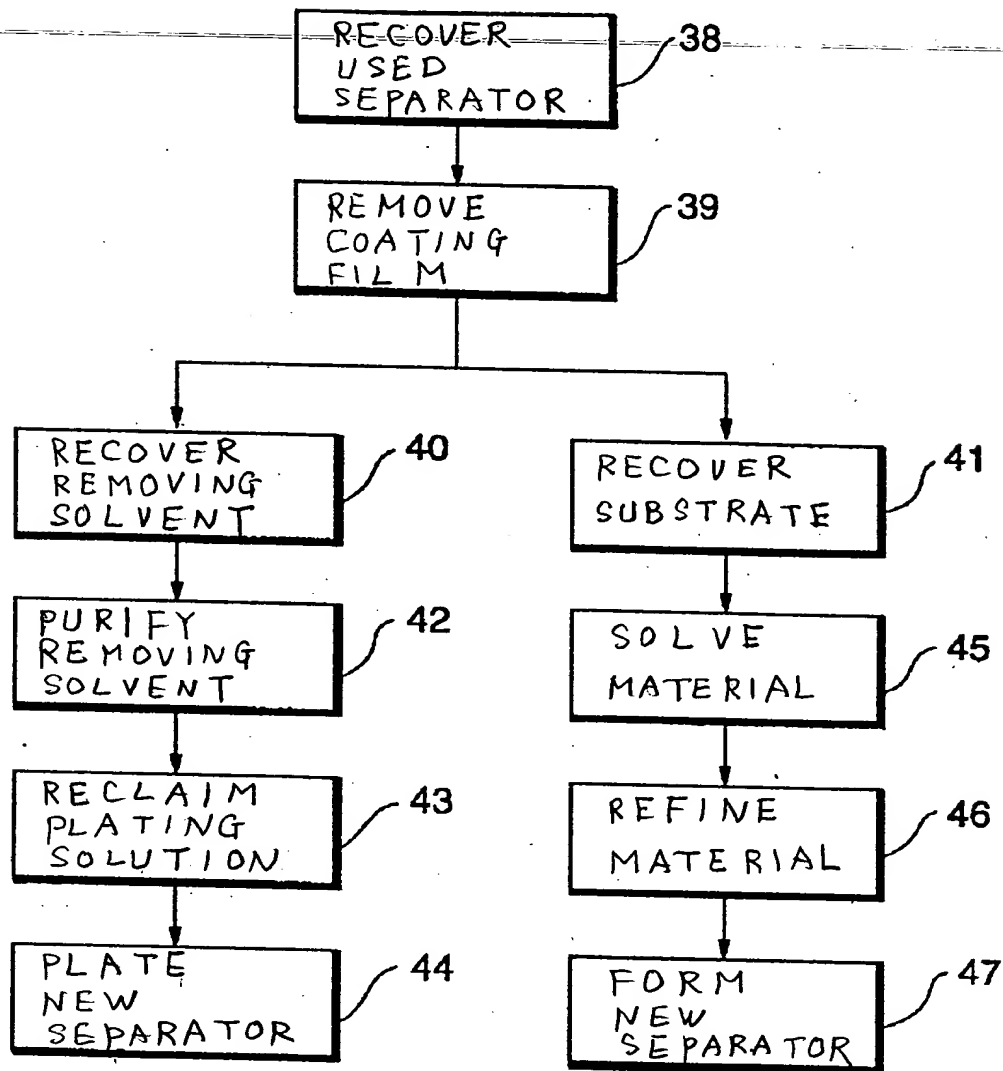 RECOVER
USED
SEPARATOR
38
REMOVE
COATING
FILM
39
RECOVER
REMOVING
SOLVENT
40
RECOVER
SUBSTRATE
41
PURIFY
REMOVING
SOLVENT
42
SOLVE
MATERIAL
45
RECLAIM
PLATING
SOLUTION
43
REFINE
MATERIAL
46
PLATE
NEW
SEPARATOR
44
FORM
NEW
SEPARATOR
47